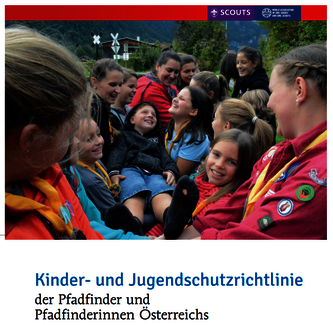 SCOUTS
Kinder- und Jugendschutzrichtlinie
der Pfadfinder und
Pfadfinderinnen Österreichs